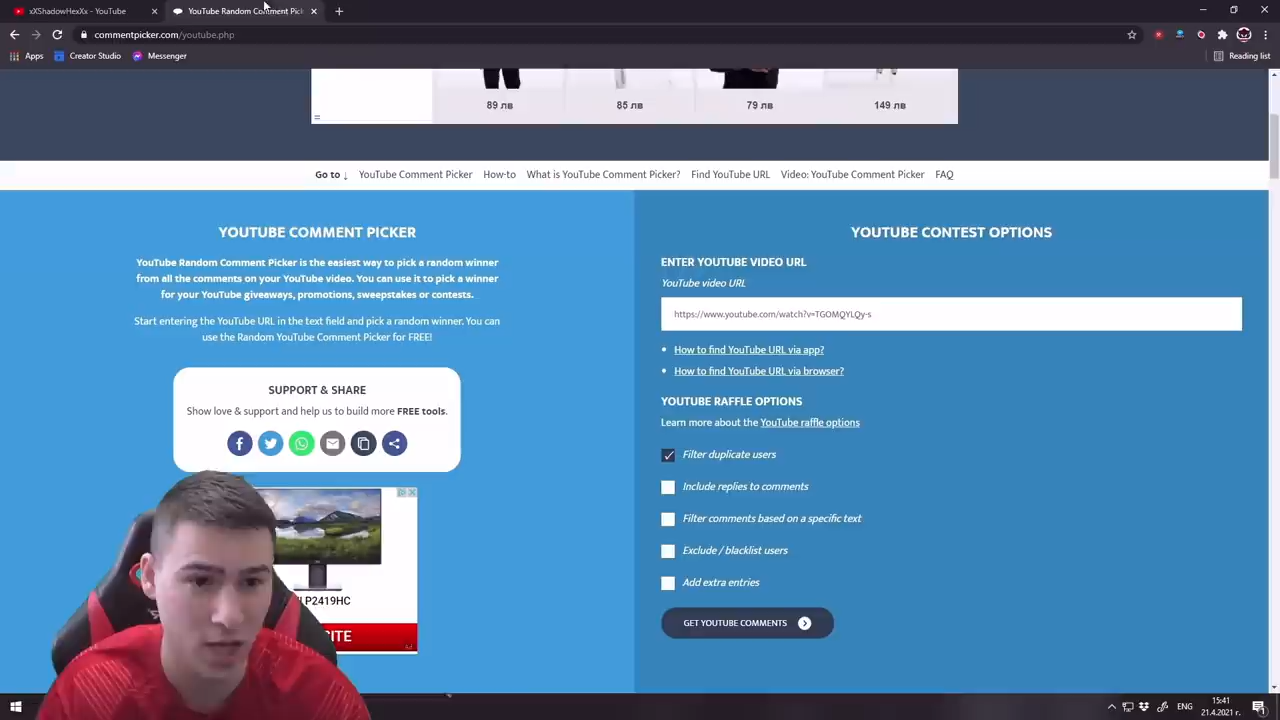 xXShadowHexXx - YouTube
YouTube Random Comment Pick
commentpicker.com/youtube.php
Apps
Creator Studio
Messenger
Reading list
89 лв
85 лв
79 лв
149 лв
Go to ↓
YouTube Comment Picker
How-to
What is YouTube Comment Picker?
Find YouTube URL
Video: YouTube Comment Picker
FAQ
YOUTUBE COMMENT PICKER
YouTube Random Comment Picker is the easiest way to pick a random winner
from all the comments on your YouTube video. You can use it to pick a winner
for your YouTube giveaways, promotions, sweepstakes or contests.
Start entering the YouTube URL in the text field and pick a random winner. You can
use the Random YouTube Comment Picker for FREE!
SUPPORT & SHARE
Show love & support and help us to build more FREE tools.
P2419HC
ITE
Ad
YOUTUBE CONTEST OPTIONS
ENTER YOUTUBE VIDEO URL
YouTube video URL
https://www.youtube.com/watch?v=TGOMQYLQy-s
How to find YouTube URL via app?
How to find YouTube URL via browser?
YOUTUBE RAFFLE OPTIONS
Learn more about the YouTube raffle options
Filter duplicate users
Include replies to comments
Filter comments based on a specific text
Exclude / blacklist users
Add extra entries
GET YOUTUBE COMMENTS
ENG
15:41
21.4.2021 г.